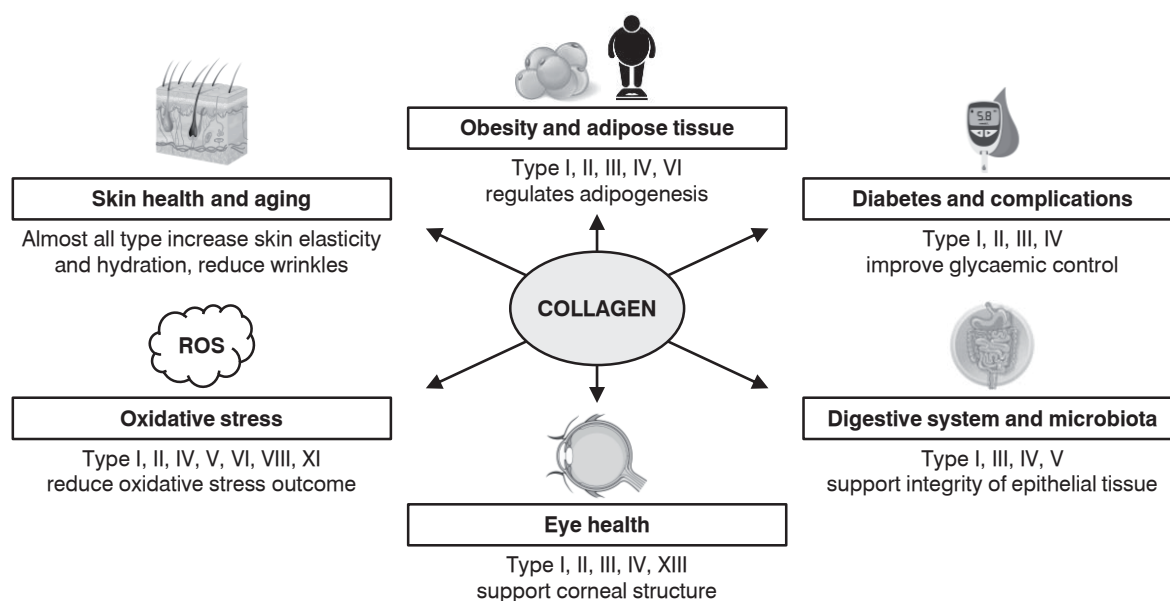 Obesity and adipose tissue
Type I, II, III, IV, VI
regulates adipogenesis
Skin health and aging
Almost all type increase skin elasticity
and hydration, reduce wrinkles
5.8
Diabetes and complications
Type I, II, III, IV
improve glycaemic control
COLLAGEN
ROS
Oxidative stress
Type I, II, IV, V, VI, VIII, XI
reduce oxidative stress outcome
Digestive system and microbiota
Type I, III, IV, V
support integrity of epithelial tissue
Eye health
Type I, II, III, IV, XIII
support corneal structure